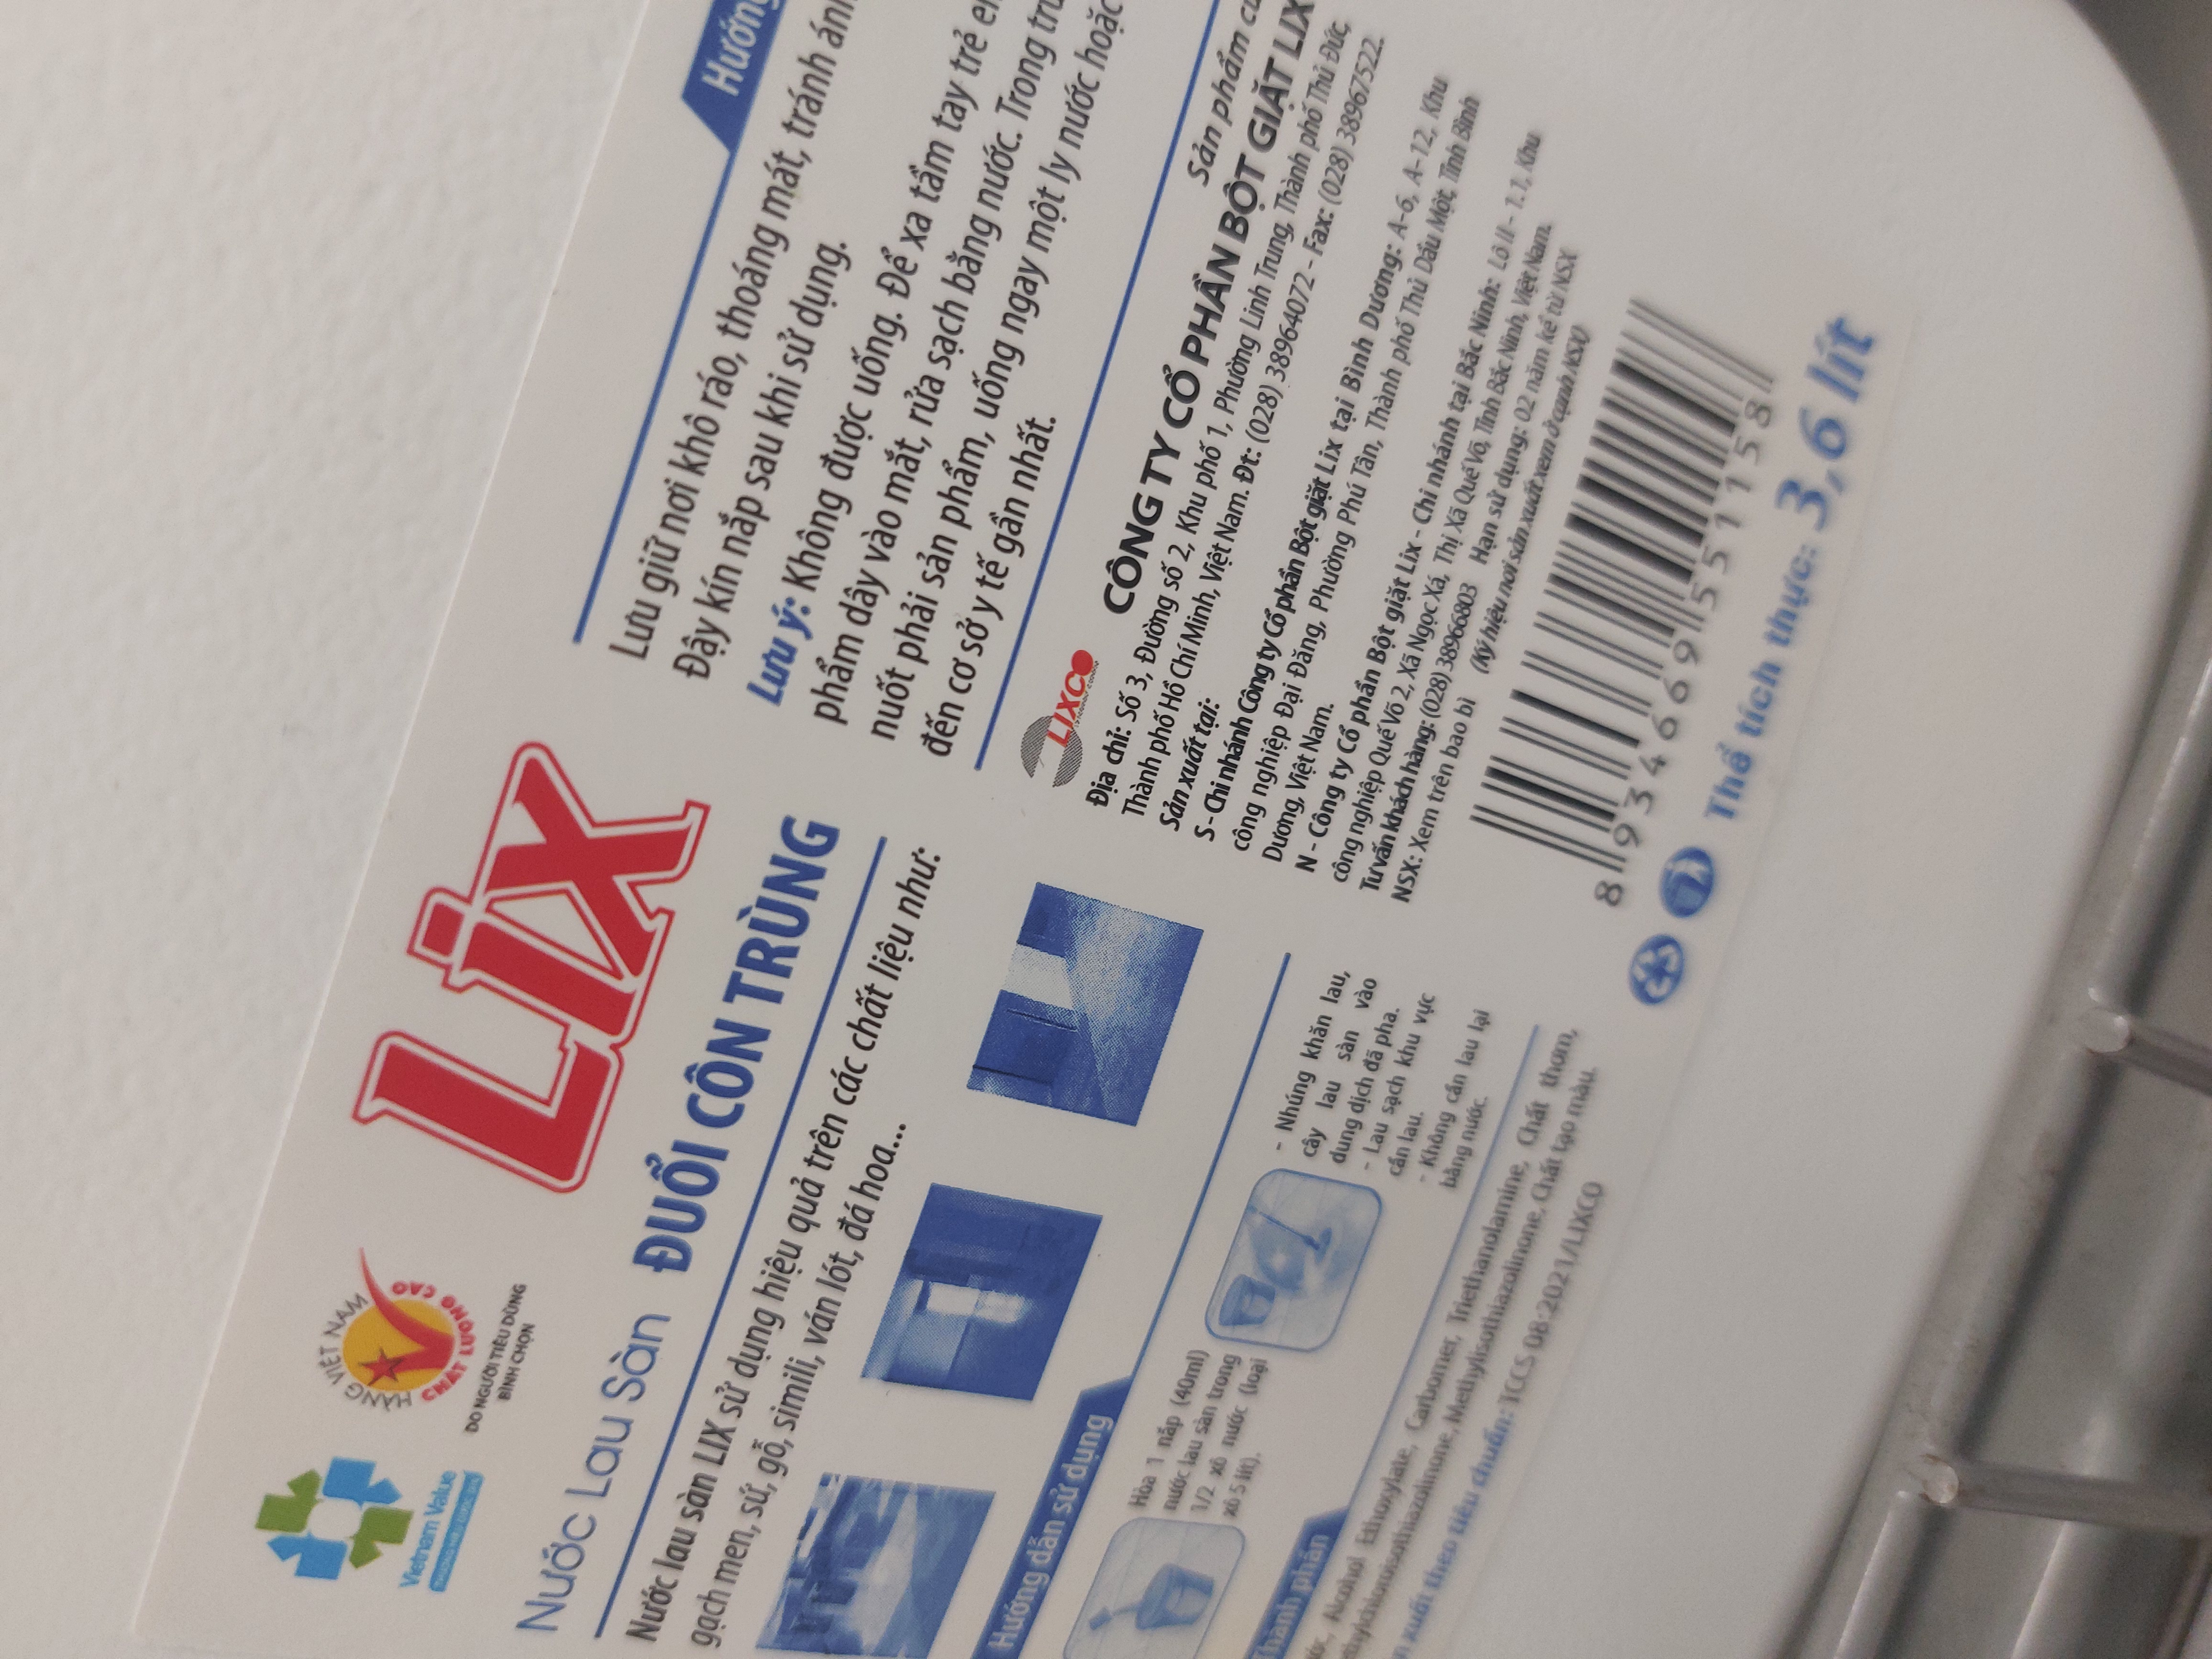 Vietnam Value
HÀNG VIỆT NAM
CHẤT LƯỢNG CAO
DO NGƯỜI TIÊU DÙNG
BÌNH CHỌN
LiX
Nước Lau Sàn
ĐUỔI CÔN TRÙNG
Nước lau sàn LIX sử dụng hiệu quả trên các chất liệu như:
gạch men, sứ, gỗ, simili, ván lót, đá hoa...
Hướng dẫn sử dụng
Hòa 1 nắp (40ml)
nước lau sàn trong
1/2 xô nước (loại
xô 5 lít).
- Nhúng khăn lau,
cây lau sàn vào
dung dịch đã pha.
- Lau sạch khu vực
cần lau.
- Không cần lau lại
bằng nước.
Thành phần
Alcohol Ethoxylate, Carbomer, Triethanolamine, Chất thơm,
Methylisothiazolinone, Chất tạo màu.
xuất theo tiêu chuẩn: TCCS 08:2021/LIXCO
Hướng
Lưu giữ nơi khô ráo, thoáng mát, tránh
Đậy kín nắp sau khi sử dụng.
Lưu ý: Không được uống. Để xa tầm tay trẻ
phẩm dây vào mắt, rửa sạch bằng nước. Trong
nuốt phải sản phẩm, uống ngay một ly nước hoặc
đến cơ sở y tế gần nhất.
Sản phẩm
LIXCO
CÔNG TY CỔ PHẦN BỘT GIẶT LIX
Địa chỉ: Số 3, Đường số 2, Khu phố 1, Phường Linh Trung, Thành phố Thủ Đức,
Thành phố Hồ Chí Minh, Việt Nam. Đt: (028) 38964072 - Fax: (028) 38967522.
Sản xuất tại:
S - Chi nhánh Công ty Cổ phần Bột giặt Lix tại Bình Dương: A-6, A-12, Khu
công nghiệp Đại Đăng, Phường Phú Tân, Thành phố Thủ Dầu Một, Tỉnh Bình
Dương, Việt Nam.
N - Công ty Cổ phần Bột giặt Lix - Chi nhánh tại Bắc Ninh: Lô II - 1.1, Khu
công nghiệp Quế Võ 2, Xã Ngọc Xá, Thị Xã Quế Võ, Tỉnh Bắc Ninh, Việt Nam.
Tư vấn khách hàng: (028) 38966803 Hạn sử dụng: 02 năm kể từ NSX
NSX: Xem trên bao bì (Ký hiệu nơi sản xuất xem ở cạnh NSX)
8 934669 551158
Thể tích thực: 3,6 lít